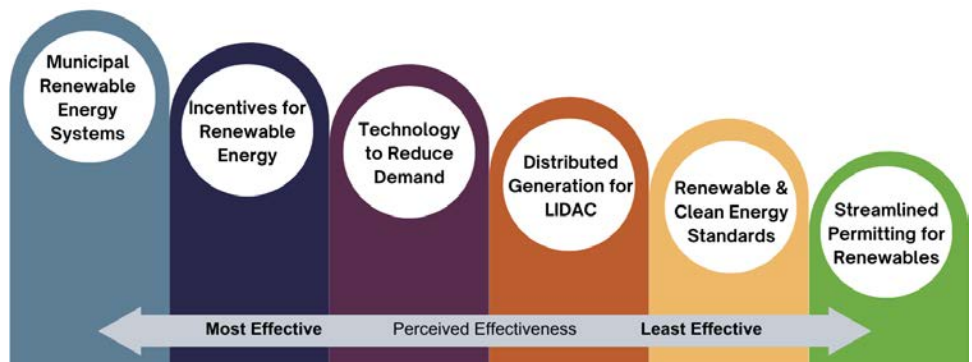 Municipal
Renewable
Energy
Systems
Incentives for
Renewable
Energy
Technology
to Reduce
Demand
Distributed
Generation for
LIDAC
Renewable &
Clean Energy
Standards
Streamlined
Permitting for
Renewables
Most Effective Perceived Effectiveness Least Effective